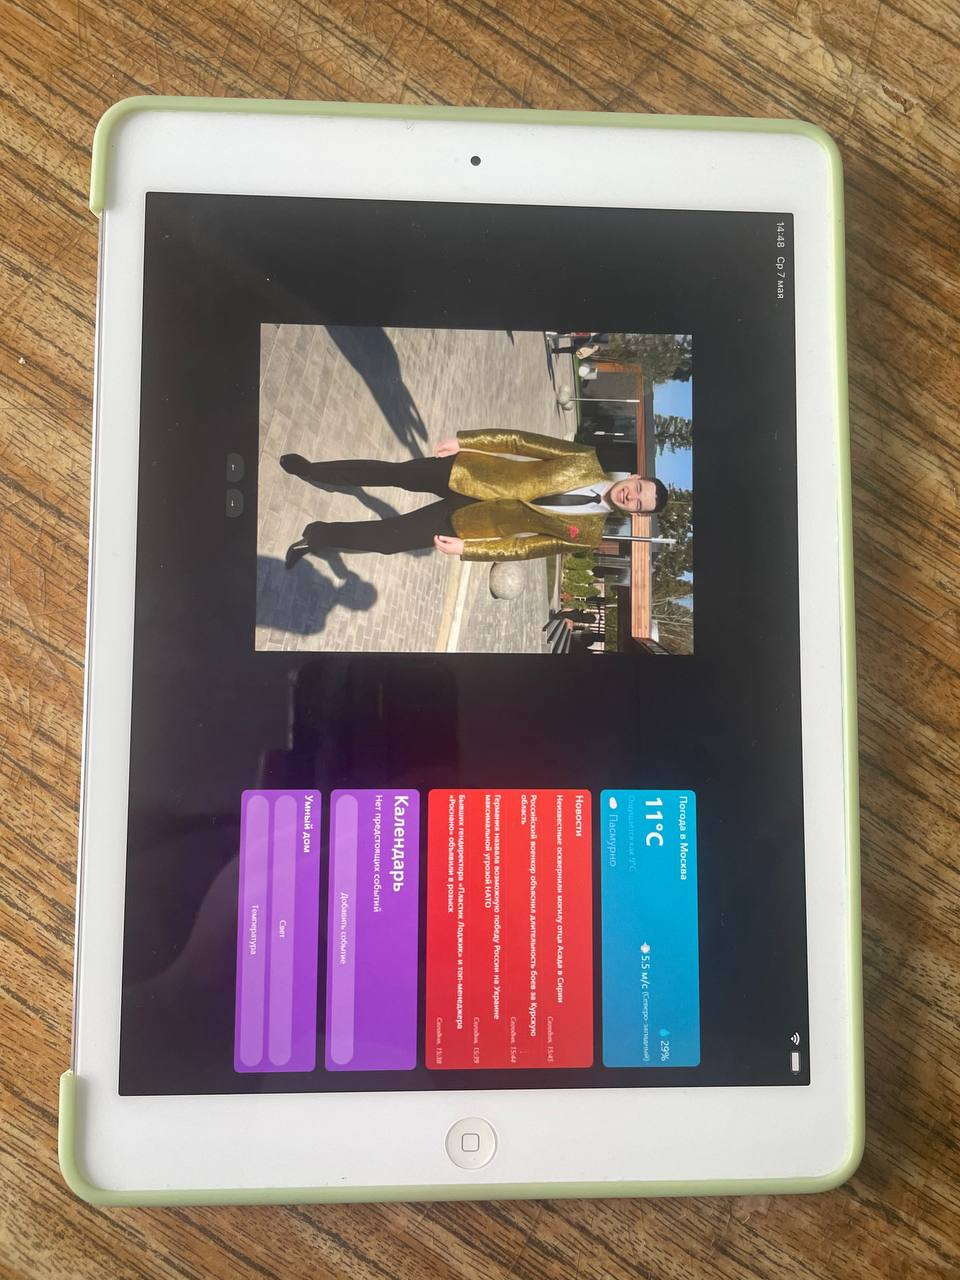 14:48 Ср 7 мая
←
→
Погода в Москва
11°C
Ощущается как 5°C
Пасмурно
29%
5.5 м/с (Северо-западный)
Новости
Неизвестные осквернили могилу отца Асада в Сирии
Сегодня, 15:45
Российский военкор объяснил длительность боев за Курскую
область
Сегодня, 15:44
Германия назвала возможную победу России на Украине
максимальной угрозой НАТО
Сегодня, 15:39
Бывших гендиректора «Пластик Лоджик» и топ-менеджера
«Роснано» объявили в розыск
Сегодня, 15:38
Календарь
Нет предстоящих событий
Добавить событие
Умный дом
Свет
Температура